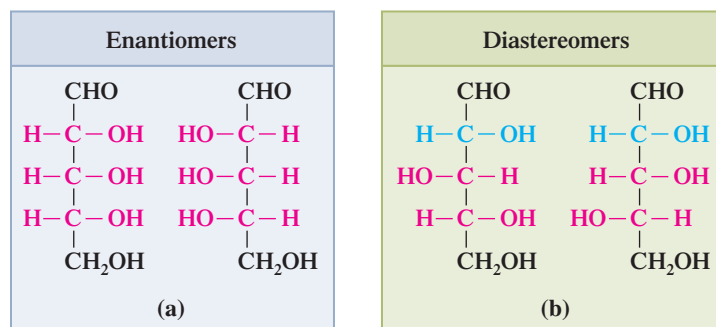 Enantiomers
CHO CHO
H–C–OH HO–C–H
H–C–OH HO–C–H
H–C–OH HO–C–H
CH₂OH CH₂OH
(a)
Diastereomers
CHO CHO
H–C–OH H–C–OH
HO–C–H H–C–OH
H–C–OH HO–C–H
CH₂OH CH₂OH
(b)